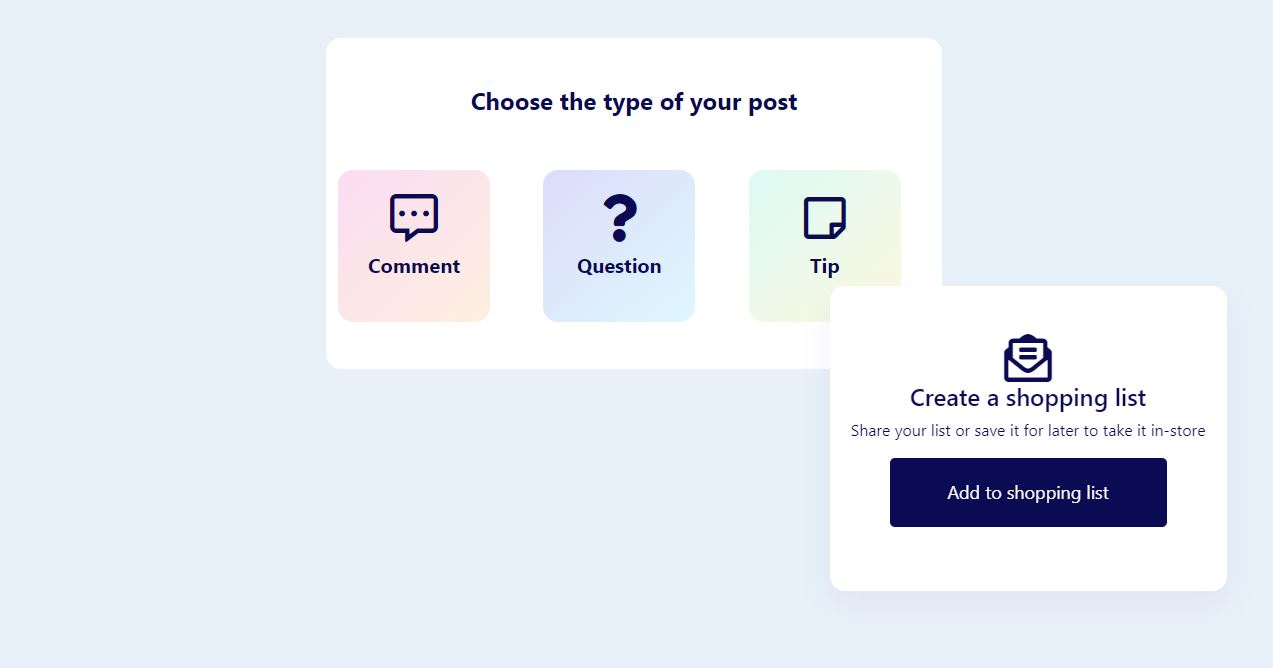 Choose the type of your post
Comment
Question
Tip
Create a shopping list
Share your list or save it for later to take it in-store
Add to shopping list